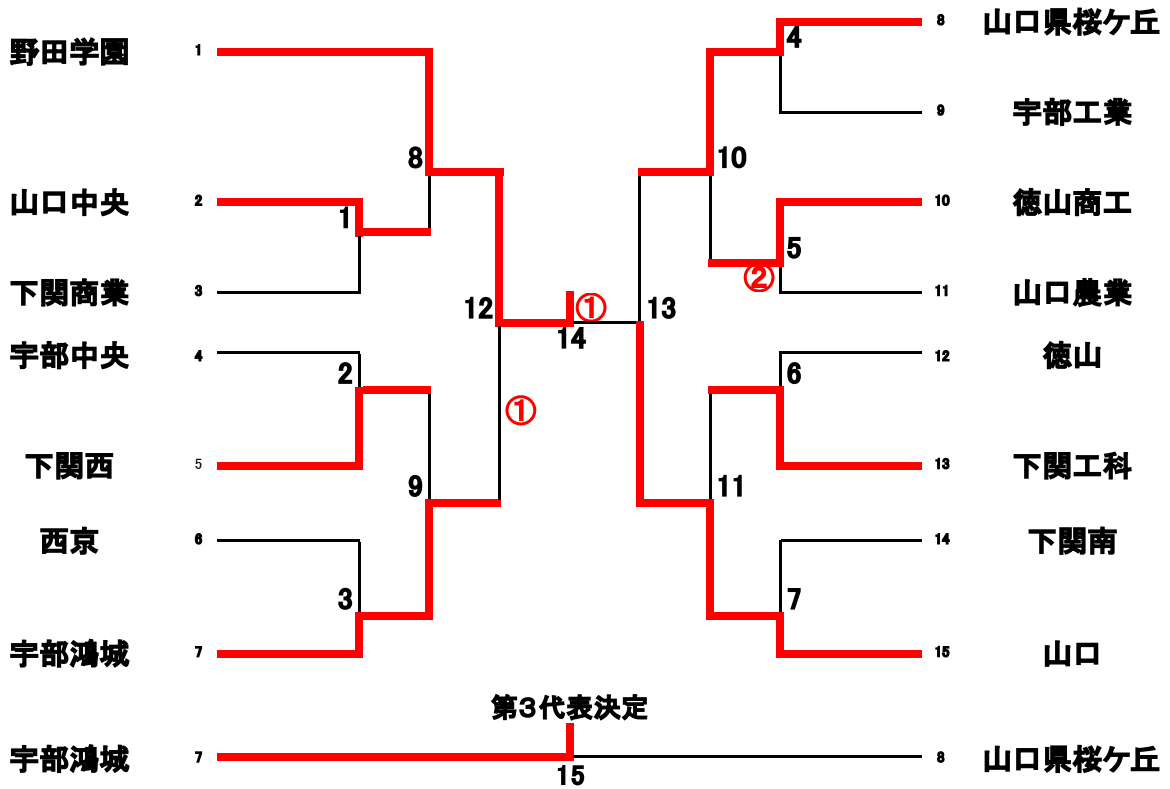 野田学園 1
山口中央 2
下関商業 3
宇部中央 4
下関西 5
西京 6
宇部鴻城 7
8
1
2
9
3
12
①
①
14
13
4
10
5
②
6
11
7
8 山口県桜ケ丘
9 宇部工業
10 徳山商工
11 山口農業
12 徳山
13 下関工科
14 下関南
15 山口
第3代表決定
宇部鴻城 7
15
8 山口県桜ケ丘